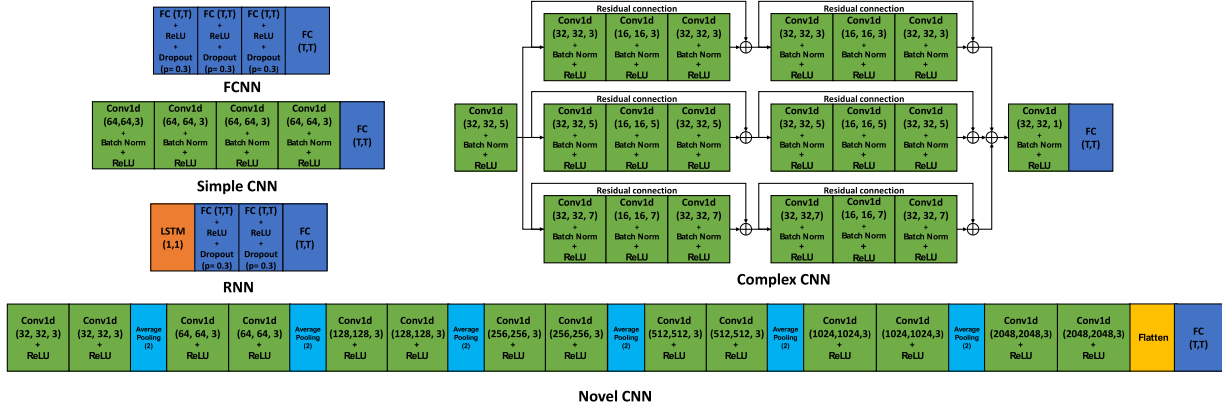 FC (T,T)
+
ReLU
+
Dropout
(p= 0.3)
FC (T,T)
+
ReLU
+
Dropout
(p= 0.3)
FC (T,T)
+
ReLU
+
Dropout
(p= 0.3)
FC
(T,T)
FCNN
Conv1d
(64,64,3)
+
Batch Norm
+
ReLU
Conv1d
(64, 64, 3)
+
Batch Norm
+
ReLU
Conv1d
(64, 64, 3)
+
Batch Norm
+
ReLU
Conv1d
(64, 64, 3)
+
Batch Norm
+
ReLU
FC
(T,T)
Simple CNN
LSTM
(1,1)
FC (T,T)
+
ReLU
+
Dropout
(p= 0.3)
FC (T,T)
+
ReLU
+
Dropout
(p= 0.3)
FC
(T,T)
RNN
Conv1d
(32, 32, 5)
+
Batch Norm
+
ReLU
Residual connection
Conv1d
(32, 32, 3)
+
Batch Norm
+
ReLU
Conv1d
(16, 16, 3)
+
Batch Norm
+
ReLU
Conv1d
(32, 32, 3)
+
Batch Norm
+
ReLU
Residual connection
Conv1d
(32, 32, 3)
+
Batch Norm
+
ReLU
Conv1d
(16, 16, 3)
+
Batch Norm
+
ReLU
Conv1d
(32, 32, 3)
+
Batch Norm
+
ReLU
Residual connection
Conv1d
(32, 32, 5)
+
Batch Norm
+
ReLU
Conv1d
(16, 16, 5)
+
Batch Norm
+
ReLU
Conv1d
(32, 32, 5)
+
Batch Norm
+
ReLU
Residual connection
Conv1d
(32, 32, 5)
+
Batch Norm
+
ReLU
Conv1d
(16, 16, 5)
+
Batch Norm
+
ReLU
Conv1d
(32, 32, 5)
+
Batch Norm
+
ReLU
Residual connection
Conv1d
(32, 32, 7)
+
Batch Norm
+
ReLU
Conv1d
(16, 16, 7)
+
Batch Norm
+
ReLU
Conv1d
(32, 32, 7)
+
Batch Norm
+
ReLU
Residual connection
Conv1d
(32, 32,7)
+
Batch Norm
+
ReLU
Conv1d
(16, 16, 7)
+
Batch Norm
+
ReLU
Conv1d
(32, 32, 7)
+
Batch Norm
+
ReLU
Conv1d
(32, 32, 1)
+
Batch Norm
+
ReLU
FC
(T,T)
Complex CNN
Conv1d
(32, 32, 3)
+
ReLU
Conv1d
(32, 32, 3)
+
ReLU
Average
Pooling
(2)
Conv1d
(64, 64, 3)
+
ReLU
Conv1d
(64, 64, 3)
+
ReLU
Average
Pooling
(2)
Conv1d
(128,128, 3)
+
ReLU
Conv1d
(128,128, 3)
+
ReLU
Average
Pooling
(2)
Conv1d
(256,256, 3)
+
ReLU
Conv1d
(256,256, 3)
+
ReLU
Average
Pooling
(2)
Conv1d
(512,512, 3)
+
ReLU
Conv1d
(512,512, 3)
+
ReLU
Average
Pooling
(2)
Conv1d
(1024,1024,3)
+
ReLU
Conv1d
(1024,1024,3)
+
ReLU
Average
Pooling
(2)
Conv1d
(2048,2048,3)
+
ReLU
Conv1d
(2048,2048,3)
+
ReLU
Flatten
FC
(T,T)
Novel CNN